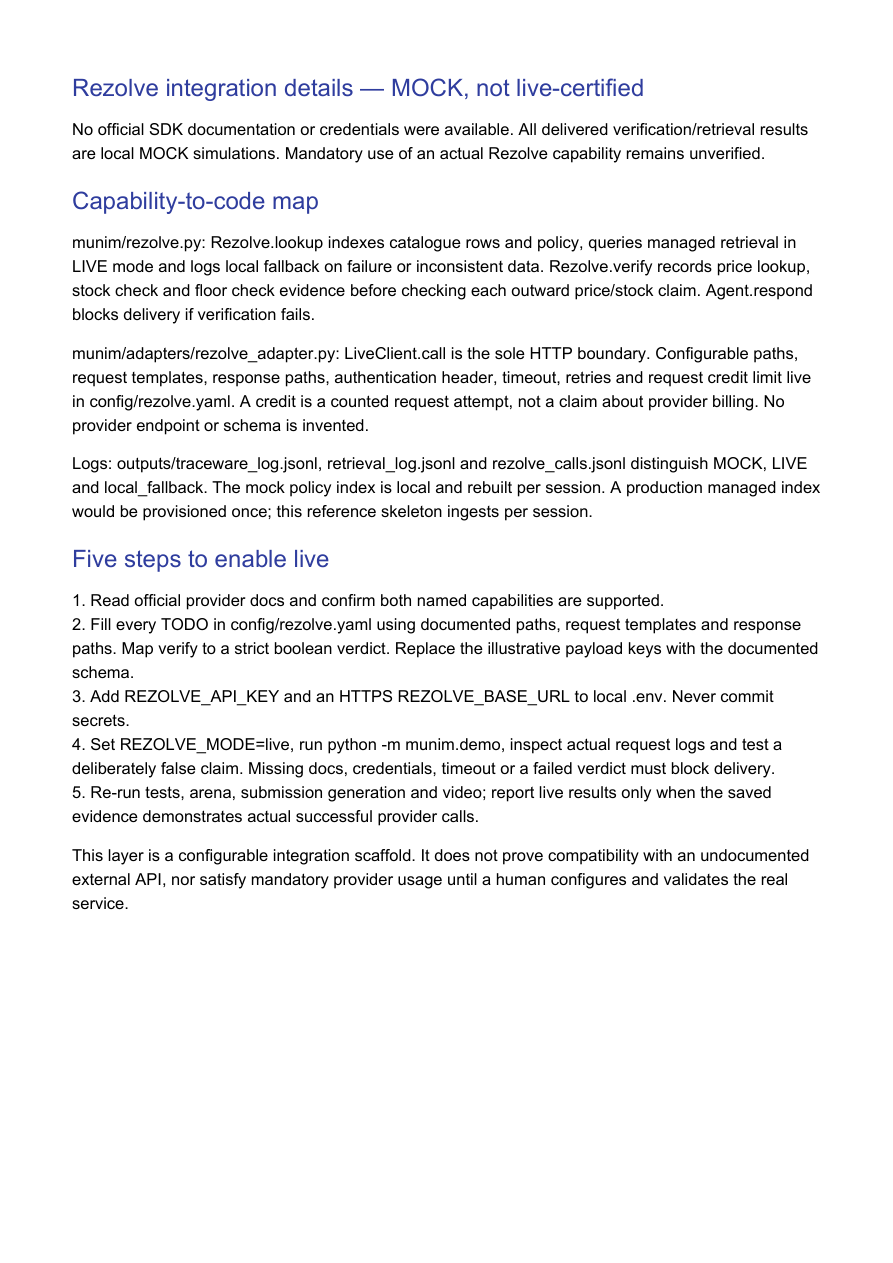 Rezolve integration details — MOCK, not live-certified
No official SDK documentation or credentials were available. All delivered verification/retrieval results
are local MOCK simulations. Mandatory use of an actual Rezolve capability remains unverified.
Capability-to-code map
munim/rezolve.py: Rezolve.lookup indexes catalogue rows and policy, queries managed retrieval in
LIVE mode and logs local fallback on failure or inconsistent data. Rezolve.verify records price lookup,
stock check and floor check evidence before checking each outward price/stock claim. Agent.respond
blocks delivery if verification fails.
munim/adapters/rezolve_adapter.py: LiveClient.call is the sole HTTP boundary. Configurable paths,
request templates, response paths, authentication header, timeout, retries and request credit limit live
in config/rezolve.yaml. A credit is a counted request attempt, not a claim about provider billing. No
provider endpoint or schema is invented.
Logs: outputs/traceware_log.jsonl, retrieval_log.jsonl and rezolve_calls.jsonl distinguish MOCK, LIVE
and local_fallback. The mock policy index is local and rebuilt per session. A production managed index
would be provisioned once; this reference skeleton ingests per session.
Five steps to enable live
1. Read official provider docs and confirm both named capabilities are supported.
2. Fill every TODO in config/rezolve.yaml using documented paths, request templates and response
paths. Map verify to a strict boolean verdict. Replace the illustrative payload keys with the documented
schema.
3. Add REZOLVE_API_KEY and an HTTPS REZOLVE_BASE_URL to local .env. Never commit
secrets.
4. Set REZOLVE_MODE=live, run python -m munim.demo, inspect actual request logs and test a
deliberately false claim. Missing docs, credentials, timeout or a failed verdict must block delivery.
5. Re-run tests, arena, submission generation and video; report live results only when the saved
evidence demonstrates actual successful provider calls.
This layer is a configurable integration scaffold. It does not prove compatibility with an undocumented
external API, nor satisfy mandatory provider usage until a human configures and validates the real
service.